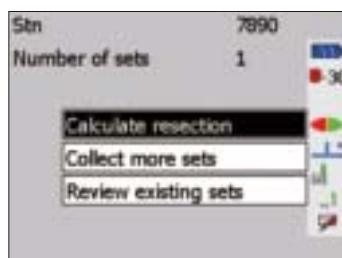 Stn 7890
Number of sets 1
Calculate resection
Collect more sets
Review existing sets